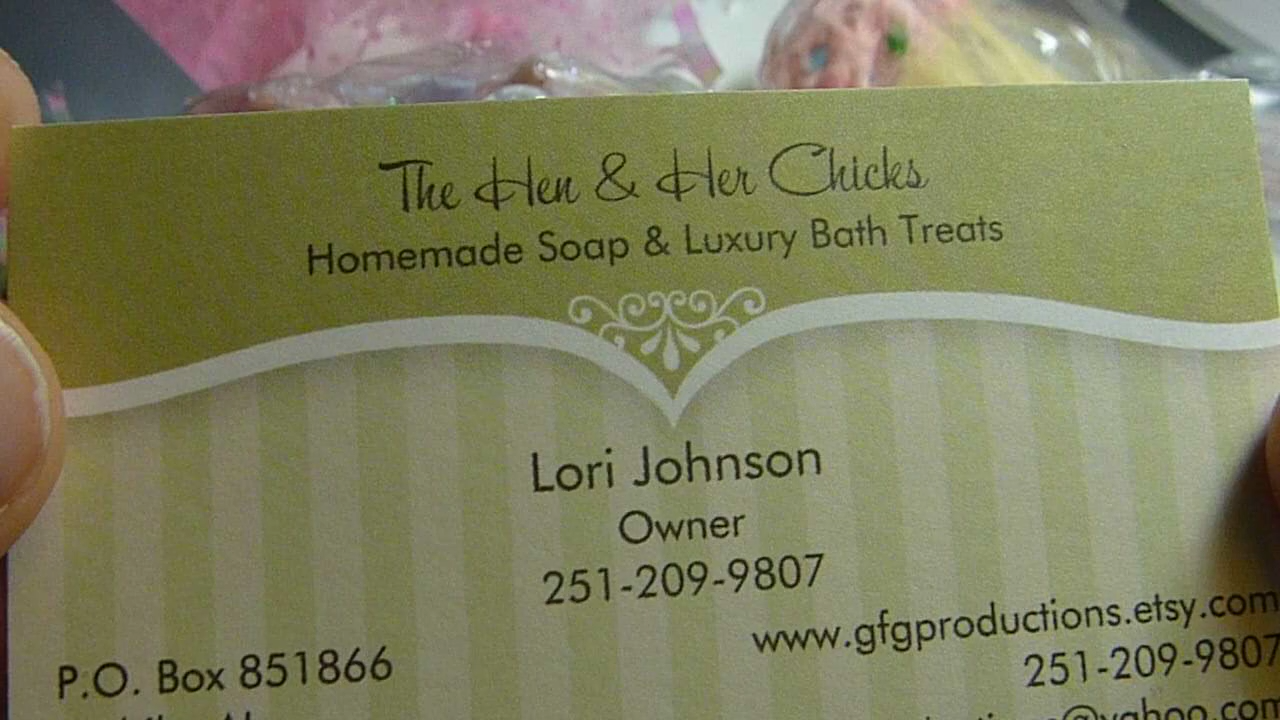 The Hen & Her Chicks
Homemade Soap & Luxury Bath Treats
Lori Johnson
Owner
251-209-9807
www.gfgproductions.etsy.com
P.O. Box 851866
251-209-9807
@yahoo.com